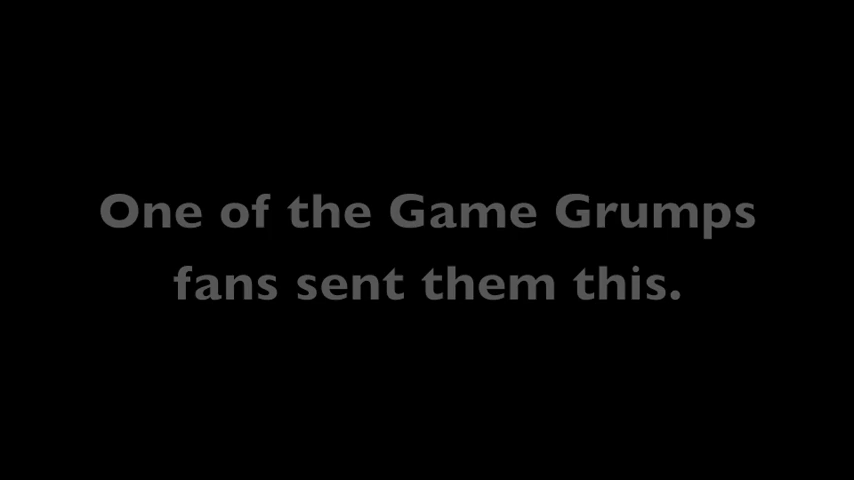 One of the Game Grumps
fans sent them this.